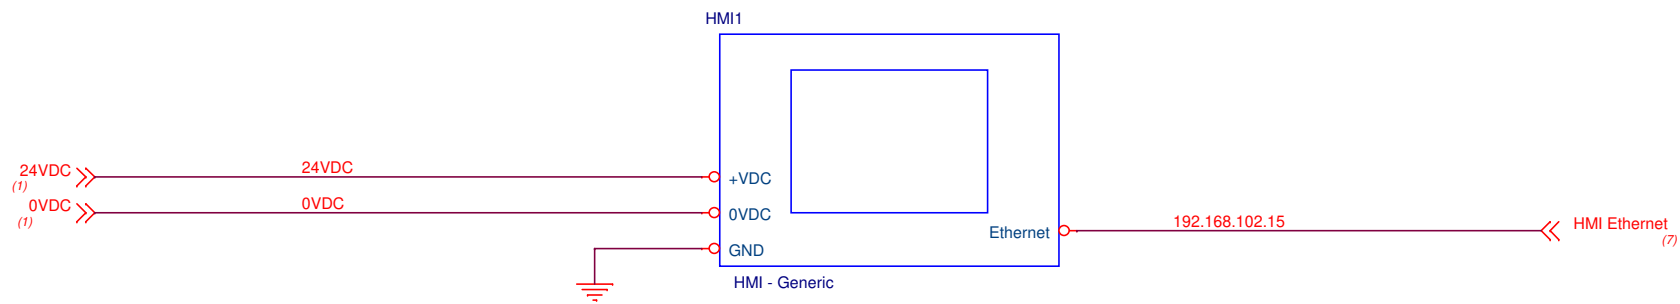 HMI1
24VDC
(1)
24VDC
+VDC
0VDC
(1)
0VDC
0VDC
GND
Ethernet
192.168.102.15
HMI Ethernet
(7)
HMI - Generic